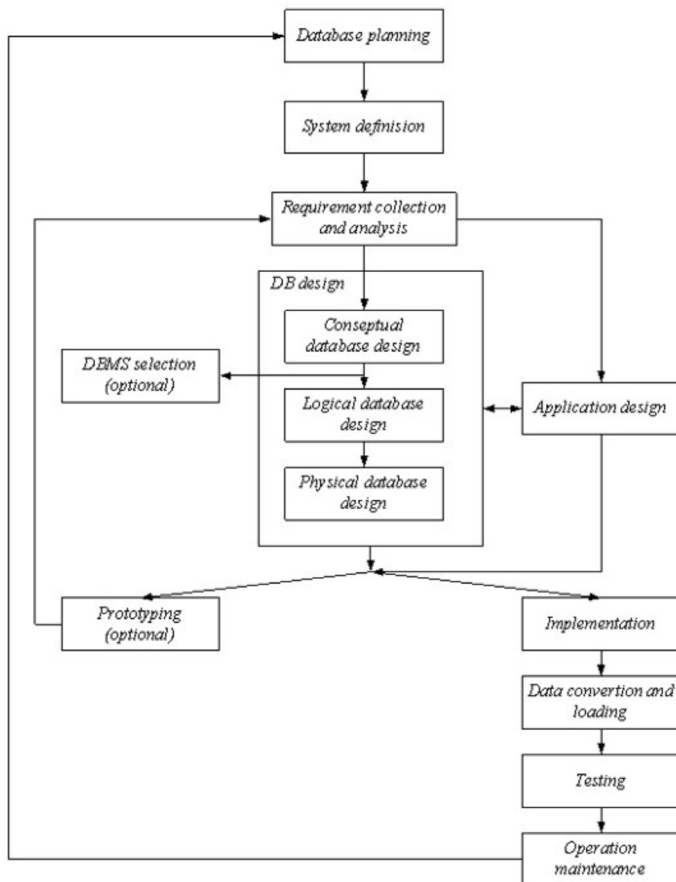 Database planning
System definision
Requirement collection
and analysis
DB design
Conseptual
database design
DBMS selection
(optional)
Logical database
design
Application design
Physical database
design
Prototyping
(optional)
Implementation
Data convertion and
loading
Testing
Operation
maintenance